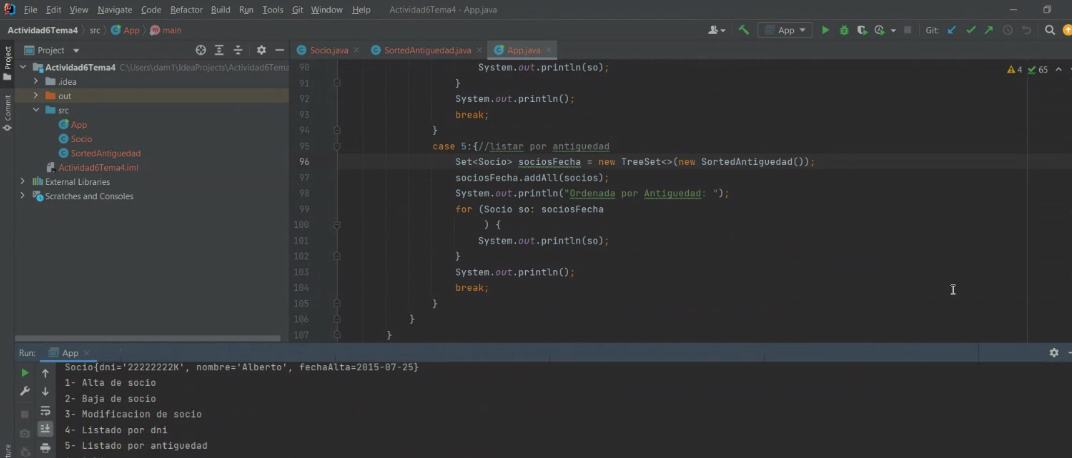 File Edit View Navigate Code Refactor Build Run Tools Git Window Help Actividad6Tema4 - App.java
Actividad6Tema4 src App main App Git:
Project Socio.java SortedAntiguedad.java App.java
Actividad6Tema4 C:\Users\dam1\IdeaProjects\Actividad6Tema4
.idea
out
src
App
Socio
SortedAntiguedad
Actividad6Tema4.iml
External Libraries
Scratches and Consoles
Project
Commit
4 65
90 System.out.println(so);
91 }
92 System.out.println();
93 break;
94 }
95 case 5:{//listar por antiguedad
96 Set<Socio> sociosFecha = new TreeSet<>(new SortedAntiguedad());
97 sociosFecha.addAll(socios);
98 System.out.println("Ordenada por Antiguedad: ");
99 for (Socio so: sociosFecha
100 ) {
101 System.out.println(so);
102 }
103 System.out.println();
104 break;
105 }
106 }
107 }
Run: App
Socio{dni='22222222K', nombre='Alberto', fechaAlta=2015-07-25}
1- Alta de socio
2- Baja de socio
3- Modificacion de socio
4- Listado por dni
5- Listado por antiguedad